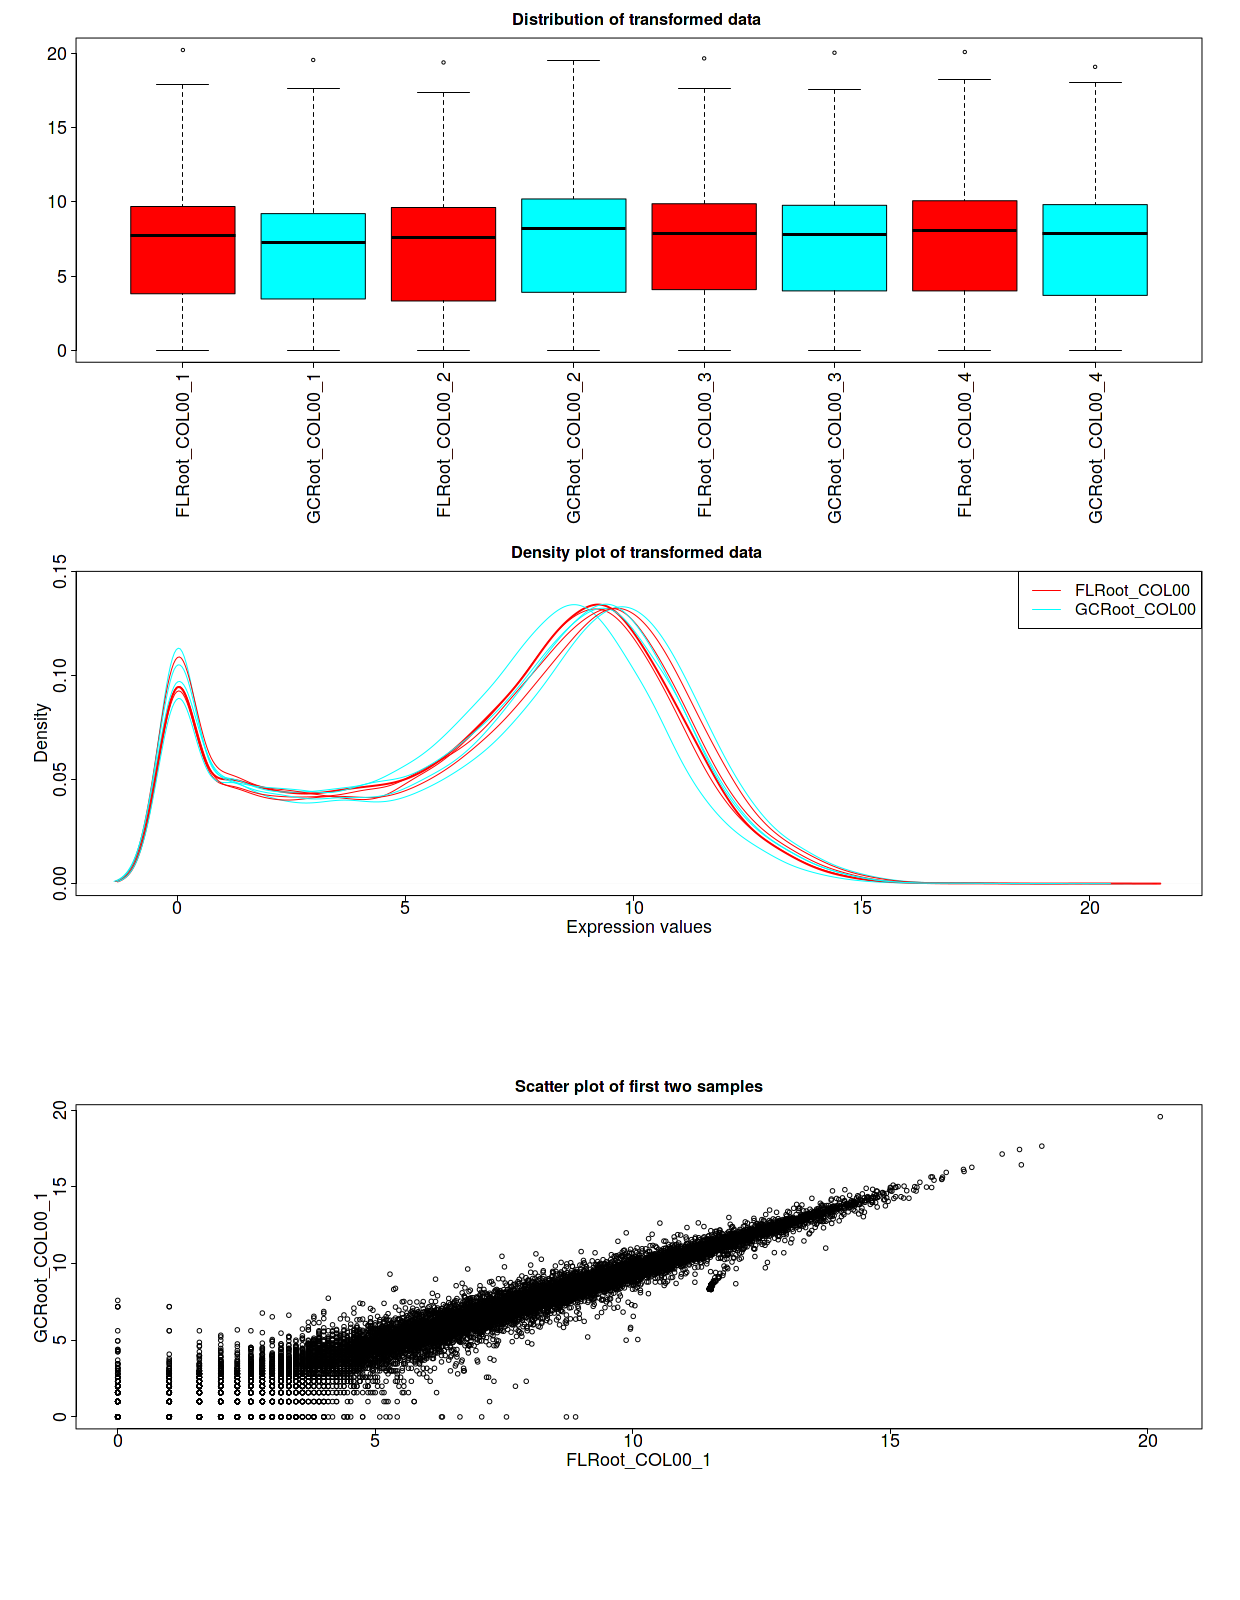 Distribution of transformed data
20
15
10
5
0
FLRoot_COL00_1
GCRoot_COL00_1
FLRoot_COL00_2
GCRoot_COL00_2
FLRoot_COL00_3
GCRoot_COL00_3
FLRoot_COL00_4
GCRoot_COL00_4
Density plot of transformed data
0.15
0.10
0.05
0.00
Density
FLRoot_COL00
GCRoot_COL00
0 5 10 15 20
Expression values
Scatter plot of first two samples
20
15
10
5
0
GCRoot_COL00_1
0 5 10 15 20
FLRoot_COL00_1